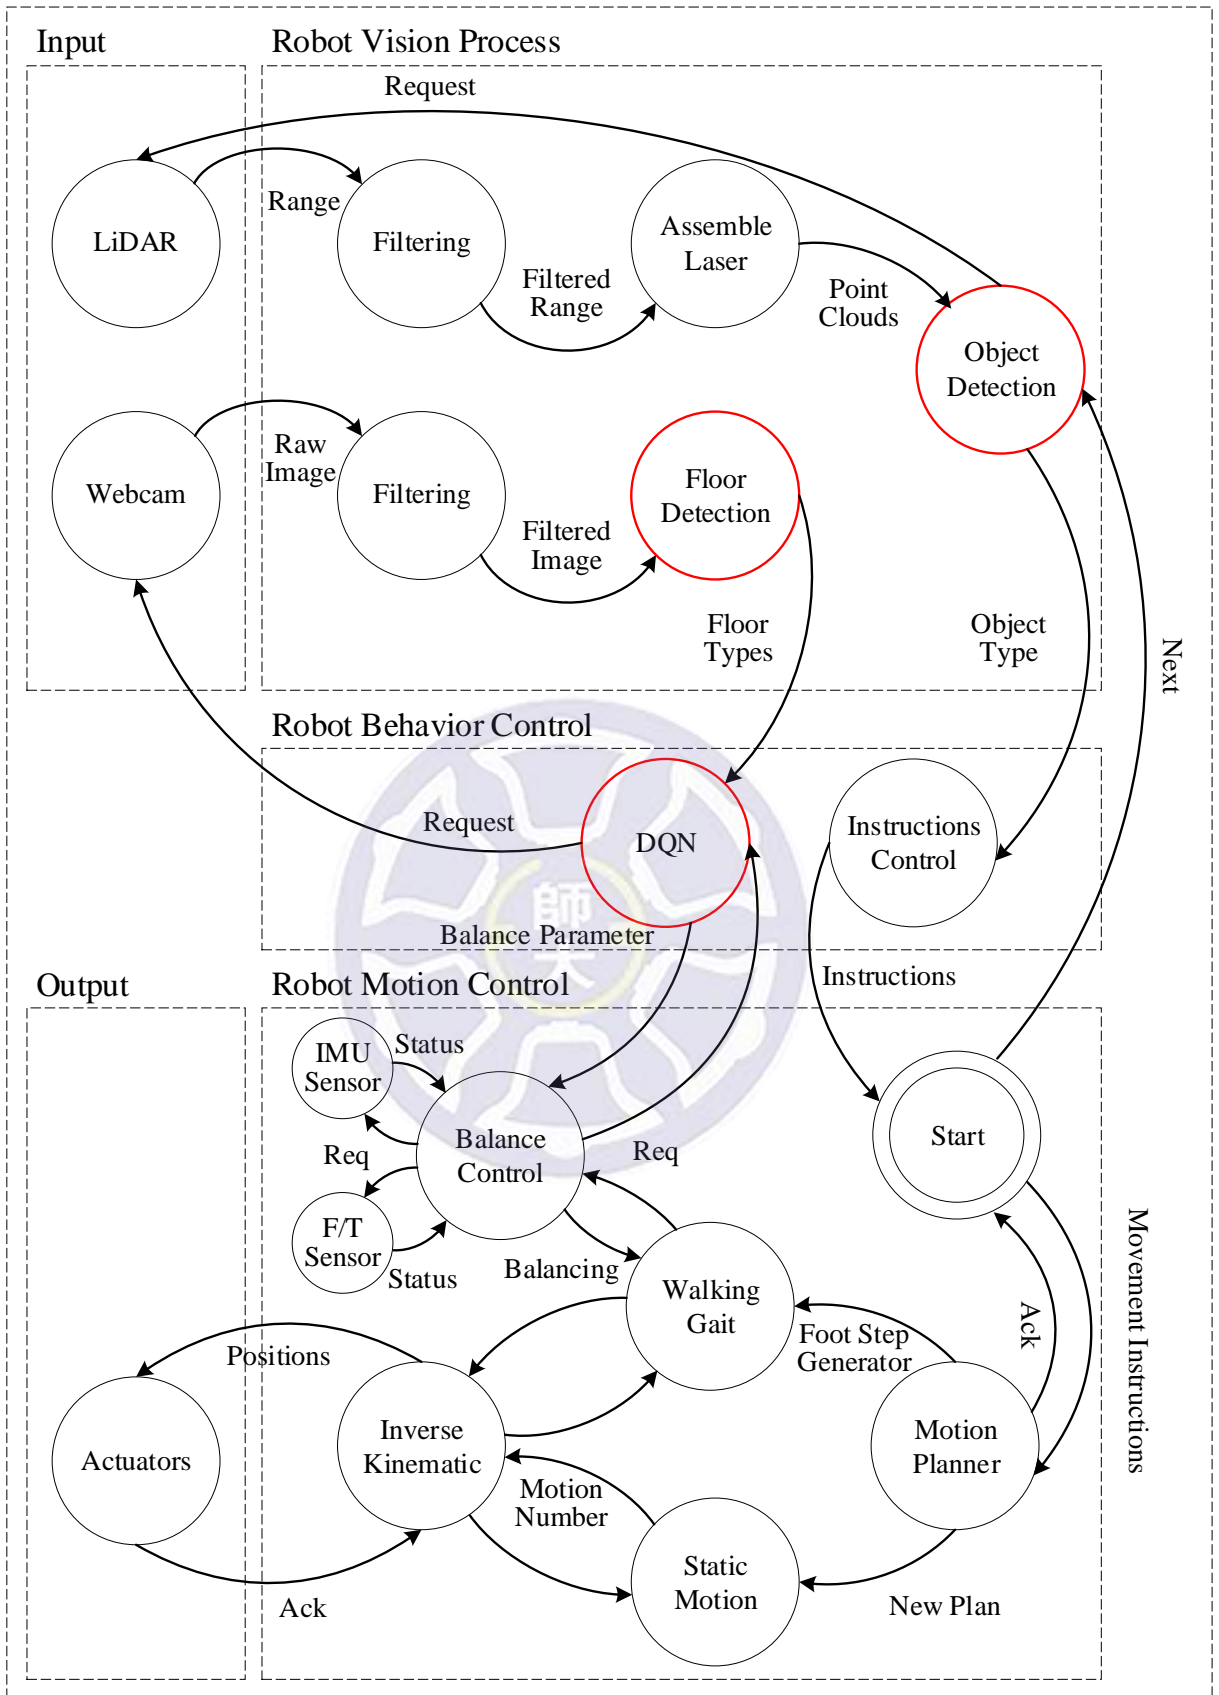 Input
Robot Vision Process
Request
LiDAR
Range
Filtering
Filtered
Range
Assemble
Laser
Point
Clouds
Object
Detection
Webcam
Raw
Image
Filtering
Filtered
Image
Floor
Detection
Floor
Types
Object
Type
Next
Robot Behavior Control
Request
DQN
Instructions
Control
Balance Parameter
Instructions
Output
Robot Motion Control
IMU
Sensor
Status
Req
F/T
Sensor
Status
Balance
Control
Req
Balancing
Start
Walking
Gait
Foot Step
Generator
Ack
Movement Instructions
Positions
Actuators
Inverse
Kinematic
Motion
Number
Motion
Planner
Static
Motion
New Plan
Ack
師
大